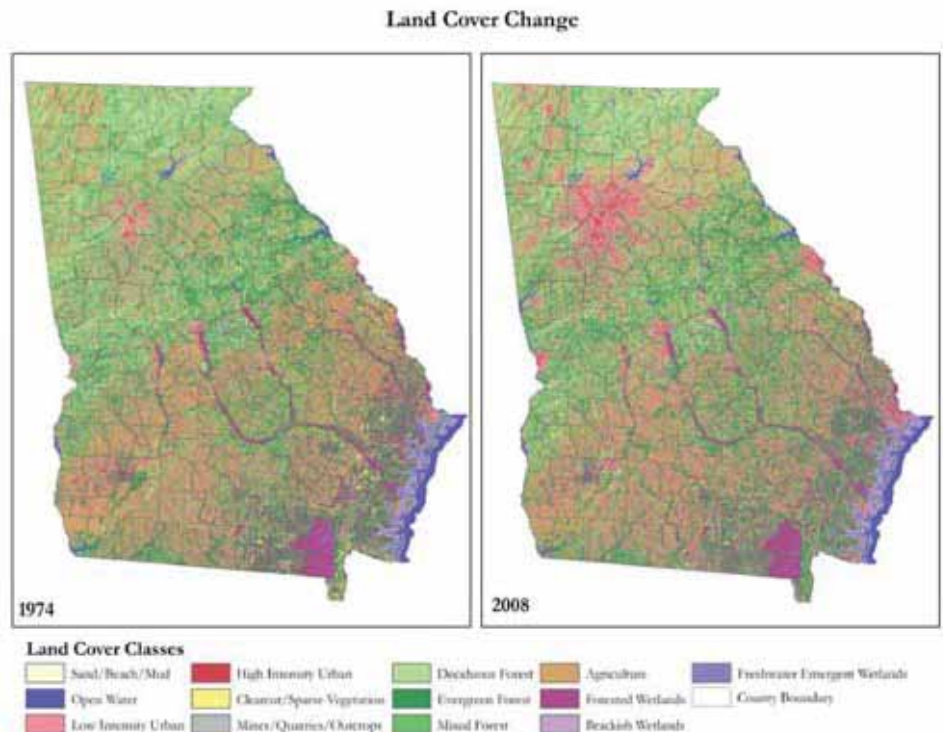 Land Cover Change
1974
2008
Land Cover Classes
Sand/Beach/Mud
Open Water
Low Intensity Urban
High Intensity Urban
Clearcut/Sparse Vegetation
Mines/Quarries/Outcrops
Deciduous Forest
Evergreen Forest
Mixed Forest
Agriculture
Forested Wetlands
Brackish Wetlands
Freshwater Emergent Wetlands
County Boundary